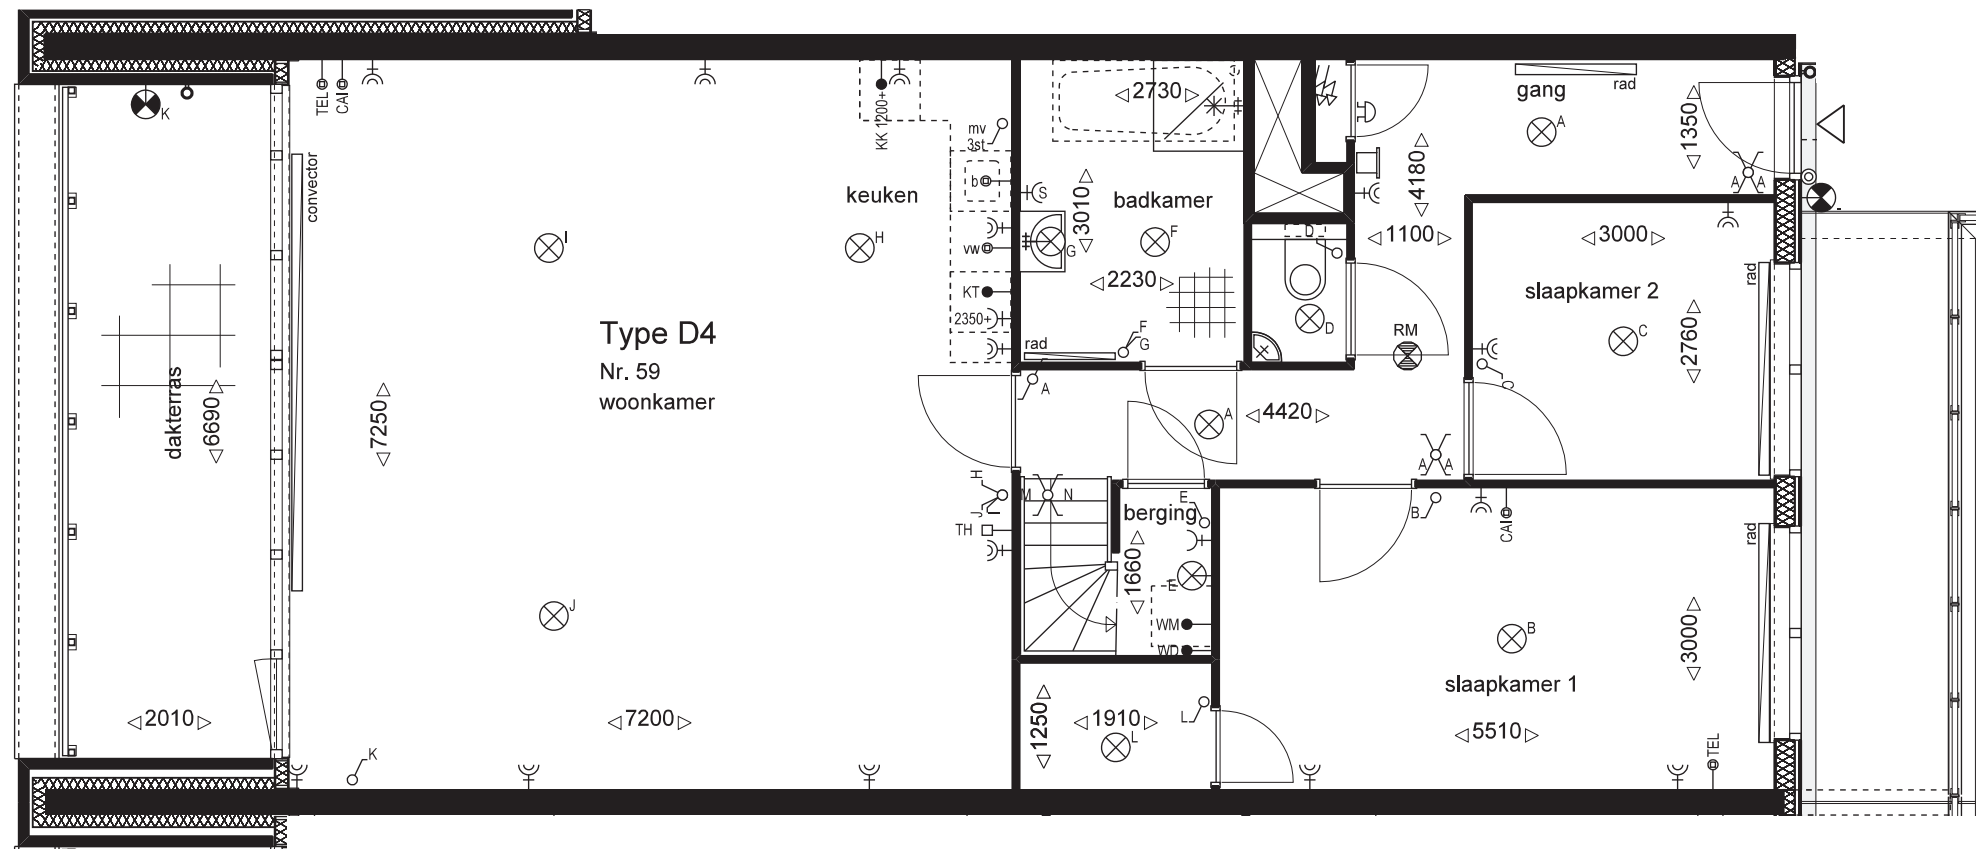 TEL
CAI
KK 1200+
mv
3st
b
vw
KT
2350+
keuken
convector
K
dakterras
6690
2010
I
H
Type D4
Nr. 59
woonkamer
7250
7200
J
K
2730
3010
S
badkamer
G
F
2230
rad
F
G
A
D
D
4180
1100
RM
gang
rad
A
1350
A A
3000
slaapkamer 2
rad
C
2760
C
A
4420
A A
H
J I
M N
TH
berging
E
1660
E
WM
WD
B
CAI
rad
B
slaapkamer 1
3000
5510
TEL
1250
1910
L
L